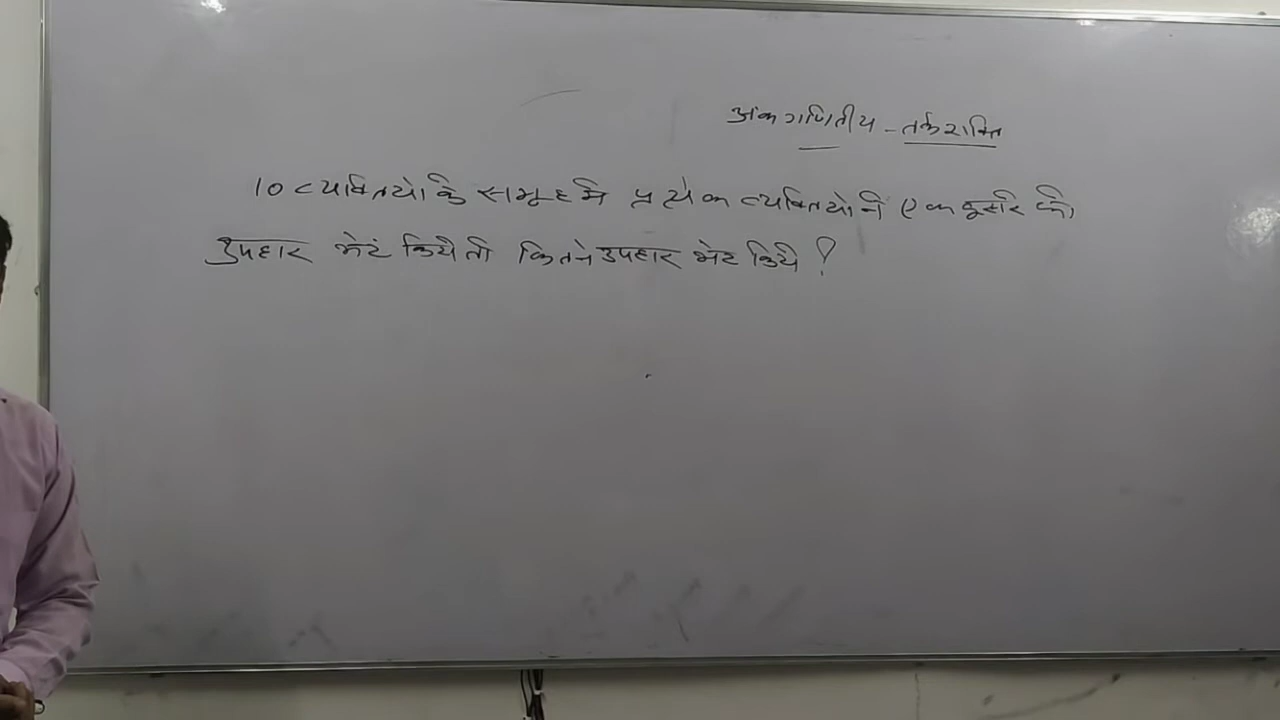 अंकगणितीय - तर्कशक्ति
10 व्यक्तियो के समूह में प्रत्येक व्यक्तियो ने एक दूसरे को
उपहार भेटं किये तो कितने उपहार भेट किये ?